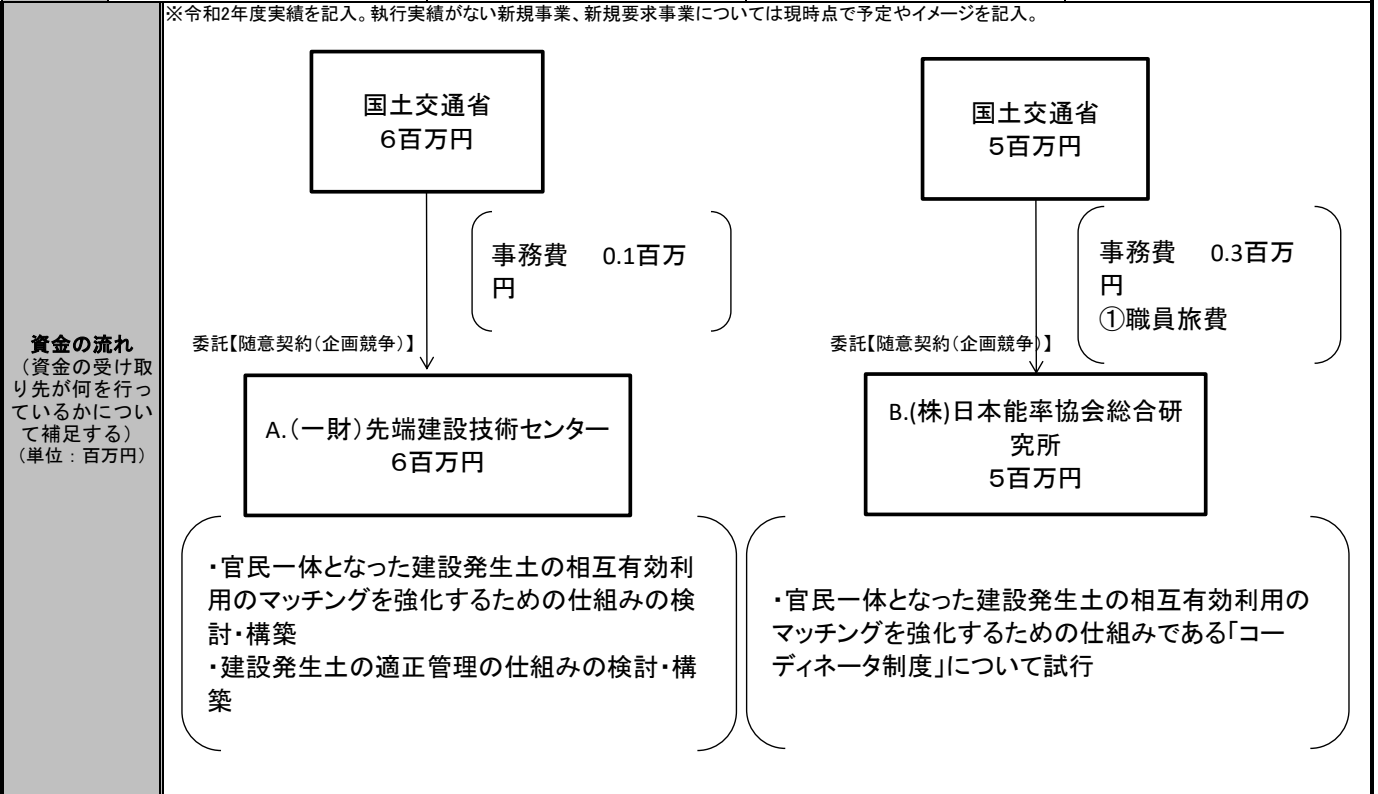 ※令和2年度実績を記入。執行実績がない新規事業、新規要求事業については現時点で予定やイメージを記入。
資金の流れ
（資金の受け取
り先が何を行っ
ているかについ
て補足する）
（単位：百万円）
国土交通省
６百万円
事務費　0.1百万
円
委託【随意契約（企画競争）】
A.（一財）先端建設技術センター
６百万円
・官民一体となった建設発生土の相互有効利
用のマッチングを強化するための仕組みの検
討・構築
・建設発生土の適正管理の仕組みの検討・構
築
国土交通省
５百万円
事務費　0.3百万
円
①職員旅費
委託【随意契約（企画競争）】
B.(株)日本能率協会総合研
究所
５百万円
・官民一体となった建設発生土の相互有効利用の
マッチングを強化するための仕組みである「コー
ディネータ制度」について試行